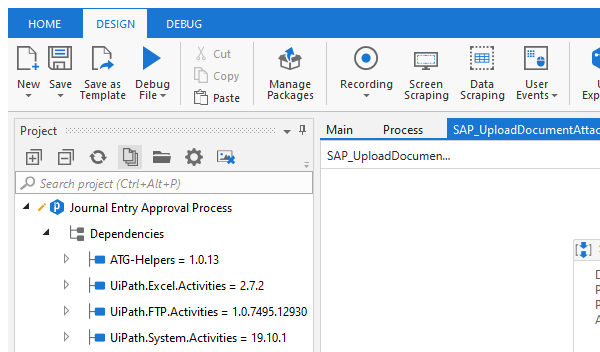 HOME DESIGN DEBUG
New Save Save as Template Debug File Cut Copy Paste Manage Packages Recording Screen Scraping Data Scraping User Events
Project
Main Process SAP_UploadDocumentAttac
SAP_UploadDocumen...
Search project (Ctrl+Alt+P)
Journal Entry Approval Process
Dependencies
ATG-Helpers = 1.0.13
UiPath.Excel.Activities = 2.7.2
UiPath.FTP.Activities = 1.0.7495.12930
UiPath.System.Activities = 19.10.1